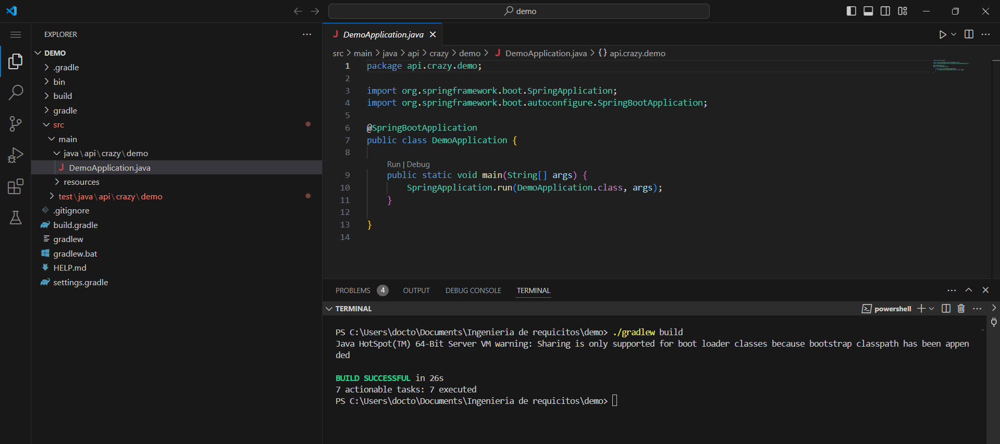 demo
EXPLORER
DEMO
.gradle
bin
build
gradle
src
main
java\api\crazy\demo
DemoApplication.java
resources
test\java\api\crazy\demo
.gitignore
build.gradle
gradlew
gradlew.bat
HELP.md
settings.gradle
DemoApplication.java
src > main > java > api > crazy > demo > J DemoApplication.java > {} api.crazy.demo
1 package api.crazy.demo;
2
3 import org.springframework.boot.SpringApplication;
4 import org.springframework.boot.autoconfigure.SpringBootApplication;
5
6 @SpringBootApplication
7 public class DemoApplication {
8
Run | Debug
9 public static void main(String[] args) {
10 SpringApplication.run(DemoApplication.class, args);
11 }
12
13 }
14
PROBLEMS 4 OUTPUT DEBUG CONSOLE TERMINAL
TERMINAL
powershell
PS C:\Users\docto\Documents\Ingenieria de requicitos\demo> ./gradlew build
Java HotSpot(TM) 64-Bit Server VM warning: Sharing is only supported for boot loader classes because bootstrap classpath has been appen
ded
BUILD SUCCESSFUL in 26s
7 actionable tasks: 7 executed
PS C:\Users\docto\Documents\Ingenieria de requicitos\demo>